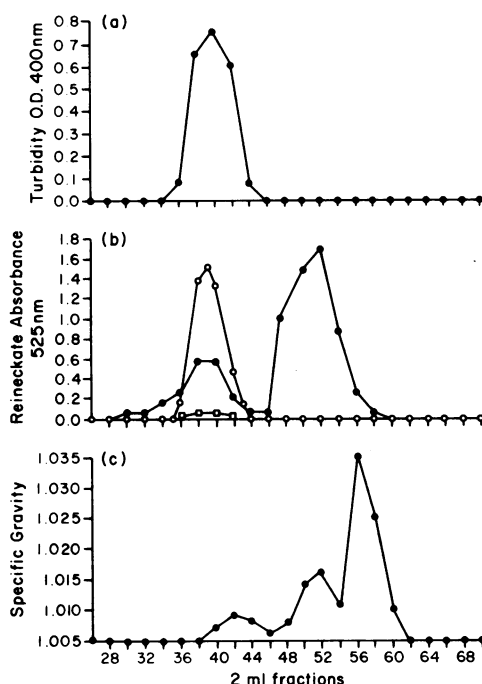 (a)
Turbidity O.D. 400nm
0.8
0.7
0.6
0.5
0.4
0.3
0.2
0.1
0.0
(b)
Reineckate Absorbance
525nm
1.8
1.6
1.4
1.2
1.0
0.8
0.6
0.4
0.2
0.0
(c)
Specific Gravity
1.035
1.030
1.025
1.020
1.015
1.010
1.005
28 32 36 40 44 48 52 56 60 64 68
2 ml fractions